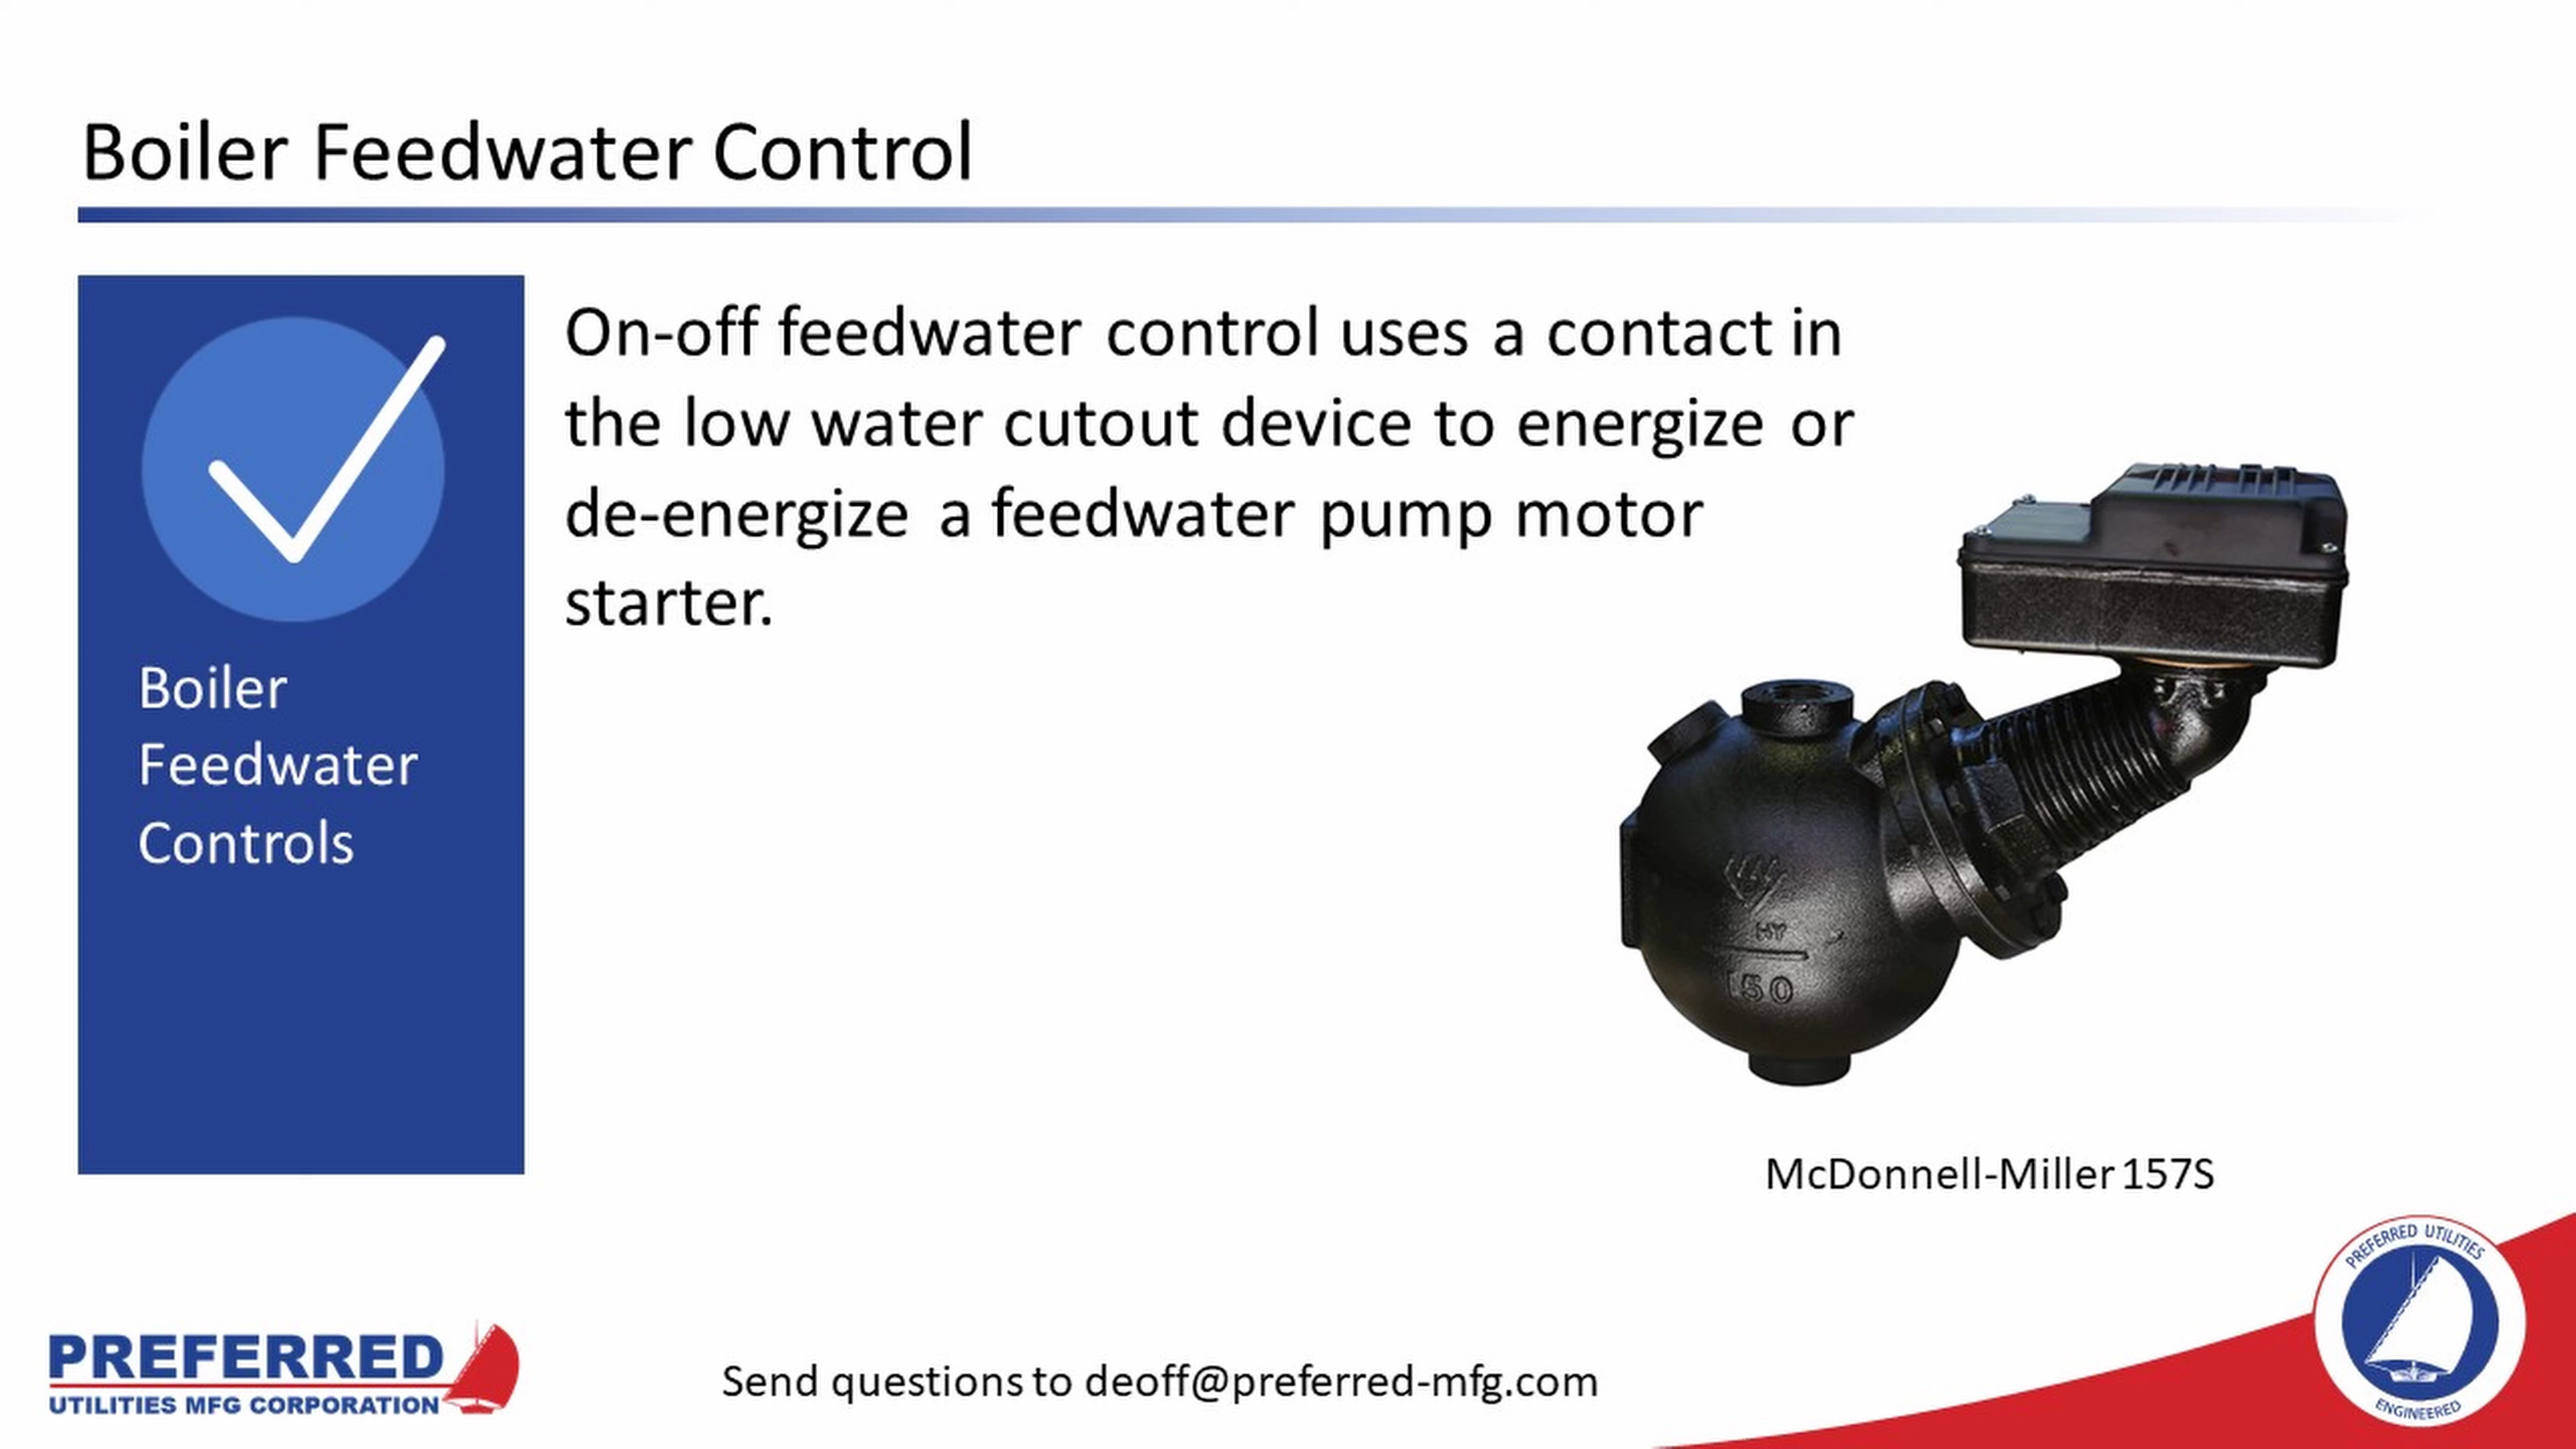 Boiler Feedwater Control
On-off feedwater control uses a contact in
the low water cutout device to energize or
de-energize a feedwater pump motor
starter.
Boiler
Feedwater
Controls
HY
150
McDonnell-Miller 157S
PREFERRED
UTILITIES MFG CORPORATION
Send questions to deoff@preferred-mfg.com
PREFERRED UTILITIES
ENGINEERED